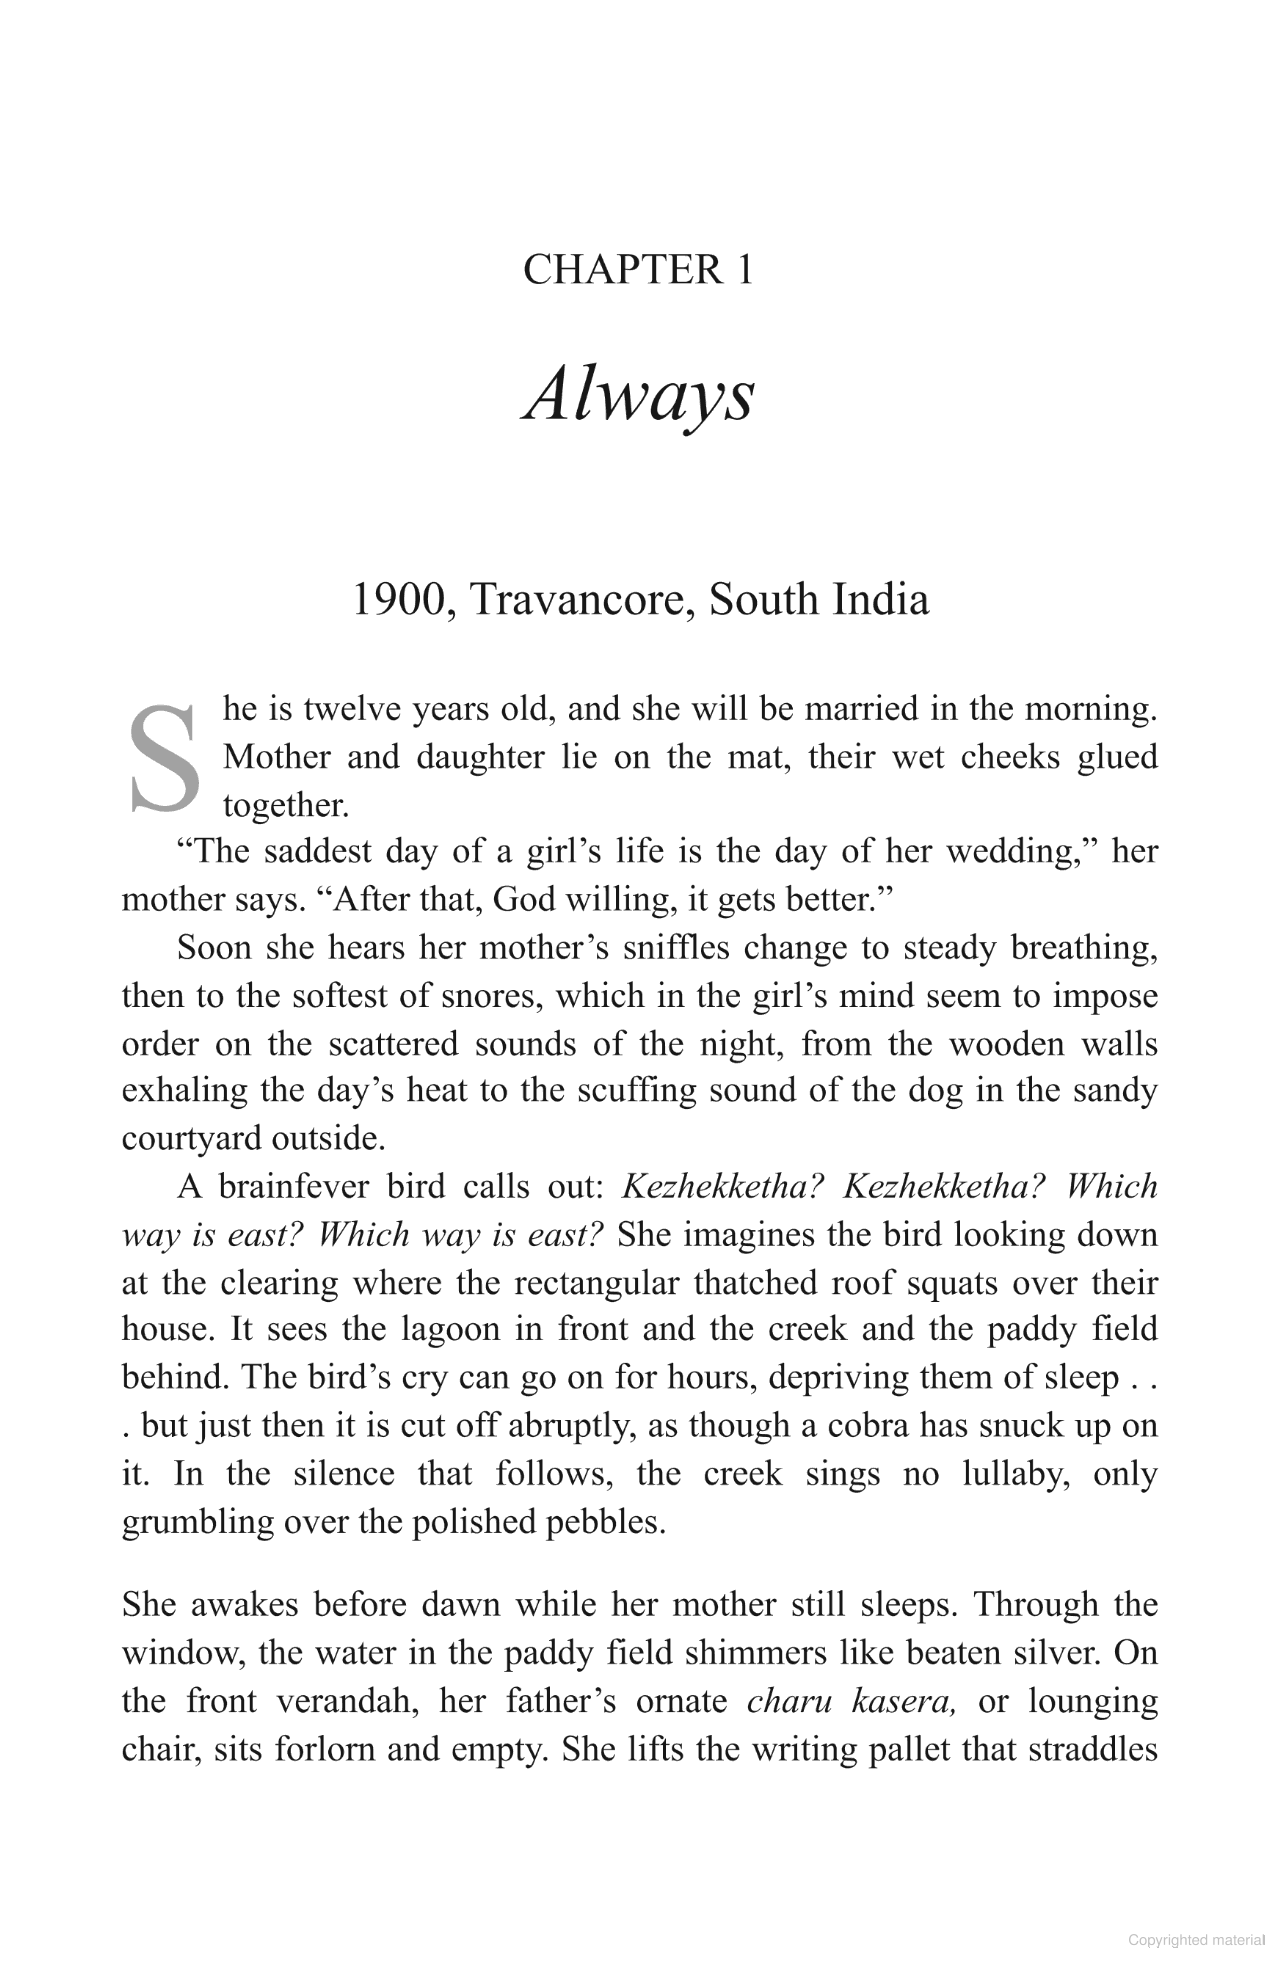 CHAPTER 1
Always
1900, Travancore, South India
She is twelve years old, and she will be married in the morning.
Mother and daughter lie on the mat, their wet cheeks glued
together.
“The saddest day of a girl’s life is the day of her wedding,” her
mother says. “After that, God willing, it gets better.”
Soon she hears her mother’s sniffles change to steady breathing,
then to the softest of snores, which in the girl’s mind seem to impose
order on the scattered sounds of the night, from the wooden walls
exhaling the day’s heat to the scuffing sound of the dog in the sandy
courtyard outside.
A brainfever bird calls out: Kezhekketha? Kezhekketha? Which
way is east? Which way is east? She imagines the bird looking down
at the clearing where the rectangular thatched roof squats over their
house. It sees the lagoon in front and the creek and the paddy field
behind. The bird’s cry can go on for hours, depriving them of sleep . .
. but just then it is cut off abruptly, as though a cobra has snuck up on
it. In the silence that follows, the creek sings no lullaby, only
grumbling over the polished pebbles.
She awakes before dawn while her mother still sleeps. Through the
window, the water in the paddy field shimmers like beaten silver. On
the front verandah, her father’s ornate charu kasera, or lounging
chair, sits forlorn and empty. She lifts the writing pallet that straddles
Copyrighted material